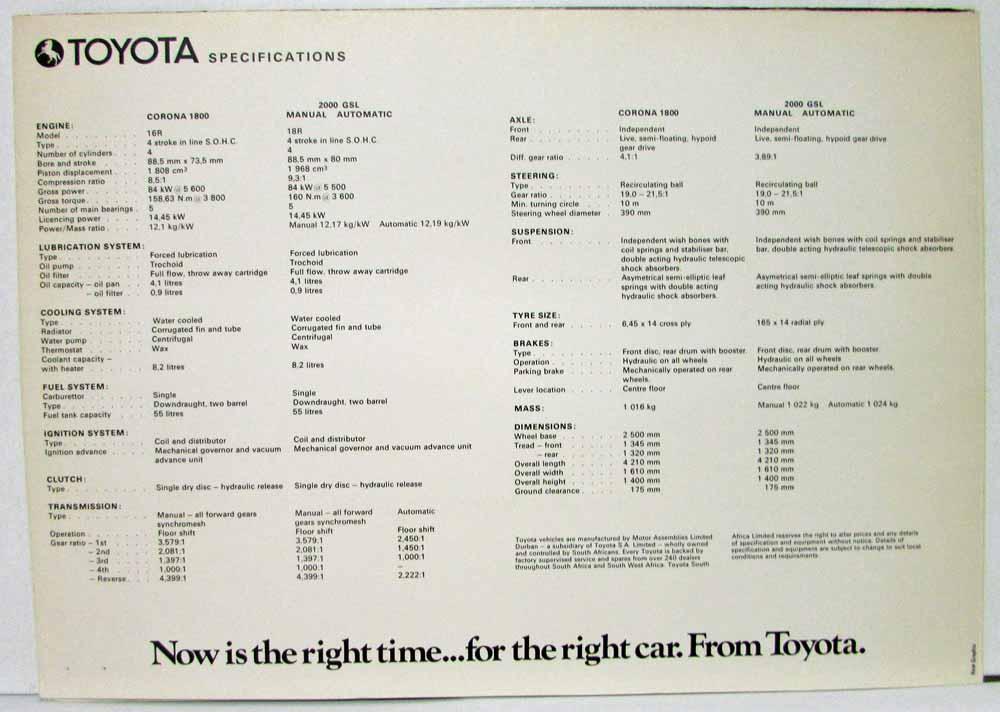 TOYOTA SPECIFICATIONS
CORONA 1800
2000 GSL
MANUAL AUTOMATIC
ENGINE:
Model 16R 18R
Type 4 stroke in line S.O.H.C. 4 stroke in line S.O.H.C.
Number of cylinders 4 4
Bore and stroke 88.5 mm x 73,5 mm 88.5 mm x 80 mm
Piston displacement 1 808 cm³ 1 968 cm³
Compression ratio 8,5:1 9,3:1
Gross power 84 kW @ 5 600 84 kW @ 5 500
Gross torque 158,63 N.m @ 3 800 160 N.m @ 3 600
Number of main bearings 5 5
Licencing power 14,45 kW 14,45 kW
Power/Mass ratio 12,1 kg/kW Manual 12,17 kg/kW Automatic 12,19 kg/kW
LUBRICATION SYSTEM:
Type Forced lubrication Forced lubrication
Oil pump Trochoid Trochoid
Oil filter Full flow, throw away cartridge Full flow, throw away cartridge
Oil capacity – oil pan 4,1 litres 4,1 litres
– oil filter 0,9 litres 0,9 litres
COOLING SYSTEM:
Type Water cooled Water cooled
Radiator Corrugated fin and tube Corrugated fin and tube
Water pump Centrifugal Centrifugal
Thermostat Wax Wax
Coolant capacity –
with heater 8,2 litres 8,2 litres
FUEL SYSTEM:
Carburettor Single Single
Type Downdraught, two barrel Downdraught, two barrel
Fuel tank capacity 55 litres 55 litres
IGNITION SYSTEM:
Type Coil and distributor Coil and distributor
Ignition advance Mechanical governor and vacuum Mechanical governor and vacuum advance unit
advance unit
CLUTCH:
Type Single dry disc – hydraulic release Single dry disc – hydraulic release
TRANSMISSION:
Type Manual – all forward gears Manual – all forward Automatic
synchromesh gears synchromesh
Operation Floor shift Floor shift Floor shift
Gear ratio – 1st 3,579:1 3,579:1 2,450:1
– 2nd 2,081:1 2,081:1 1,450:1
– 3rd 1,397:1 1,397:1 1,000:1
– 4th 1,000:1 1,000:1 –
– Reverse 4,399:1 4,399:1 2,222:1
CORONA 1800
2000 GSL
MANUAL AUTOMATIC
AXLE:
Front Independent Independent
Rear Live, semi-floating, hypoid Live, semi-floating, hypoid gear drive
gear drive
Diff. gear ratio 4,1:1 3,89:1
STEERING:
Type Recirculating ball Recirculating ball
Gear ratio 19,0 – 21,5:1 19,0 – 21,5:1
Min. turning circle 10 m 10 m
Steering wheel diameter 390 mm 390 mm
SUSPENSION:
Front Independent wish bones with Independent wish bones with coil springs and stabiliser
coil springs and stabiliser bar, bar, double acting hydraulic telescopic shock absorbers.
double acting hydraulic telescopic
shock absorbers.
Rear Asymetrical semi-elliptic leaf Asymetrical semi-elliptic leaf springs with double
springs with double acting acting hydraulic shock absorbers.
hydraulic shock absorbers.
TYRE SIZE:
Front and rear 6,45 x 14 cross ply 165 x 14 radial ply
BRAKES:
Type Front disc, rear drum with booster Front disc, rear drum with booster
Operation Hydraulic on all wheels Hydraulic on all wheels
Parking brake Mechanically operated on rear Mechanically operated on rear wheels.
wheels.
Lever location Centre floor Centre floor
MASS: 1 016 kg Manual 1 022 kg Automatic 1 024 kg
DIMENSIONS:
Wheel base 2 500 mm 2 500 mm
Tread – front 1 345 mm 1 345 mm
– rear 1 320 mm 1 320 mm
Overall length 4 210 mm 4 210 mm
Overall width 1 610 mm 1 610 mm
Overall height 1 400 mm 1 400 mm
Ground clearance 175 mm 175 mm
Toyota vehicles are manufactured by Motor Assemblies Limited
Durban – a subsidiary of Toyota S.A. Limited – wholly owned
and controlled by South Africans. Every Toyota is backed by
factory supervised service and spares from over 240 dealers
throughout South Africa and South West Africa. Toyota South
Africa Limited reserves the right to alter prices and any details
of specification and equipment without notice. Details of
specification and equipment are subject to change to suit local
conditions and requirements.
Now is the right time...for the right car. From Toyota.